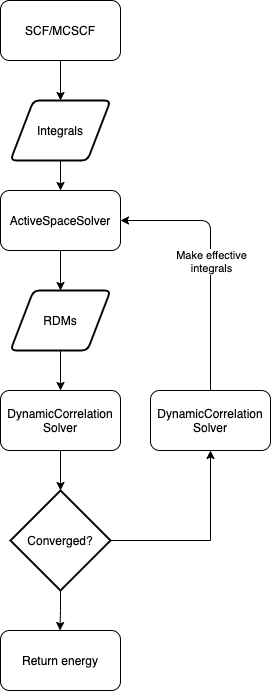 SCF/MCSCF
Integrals
ActiveSpaceSolver
Make effective
integrals
RDMs
DynamicCorrelation
Solver
DynamicCorrelation
Solver
Converged?
Return energy